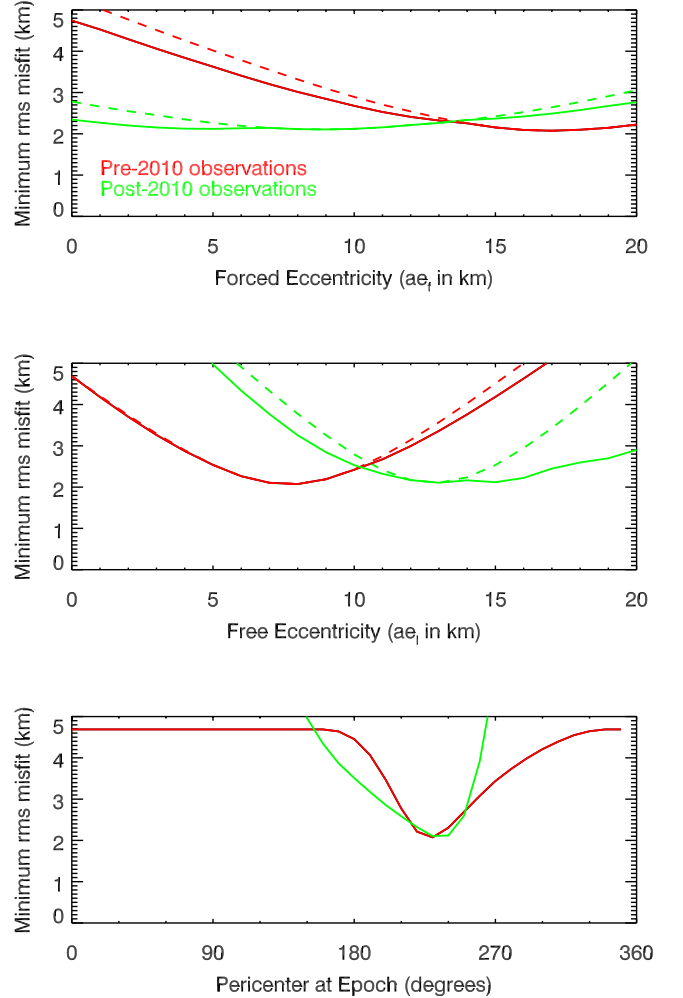 Minimum rms misfit (km)
5
4
3
2
1
0
Pre-2010 observations
Post-2010 observations
0 5 10 15 20
Forced Eccentricity (ae_f in km)
Minimum rms misfit (km)
5
4
3
2
1
0
0 5 10 15 20
Free Eccentricity (ae_l in km)
Minimum rms misfit (km)
5
4
3
2
1
0
0 90 180 270 360
Pericenter at Epoch (degrees)